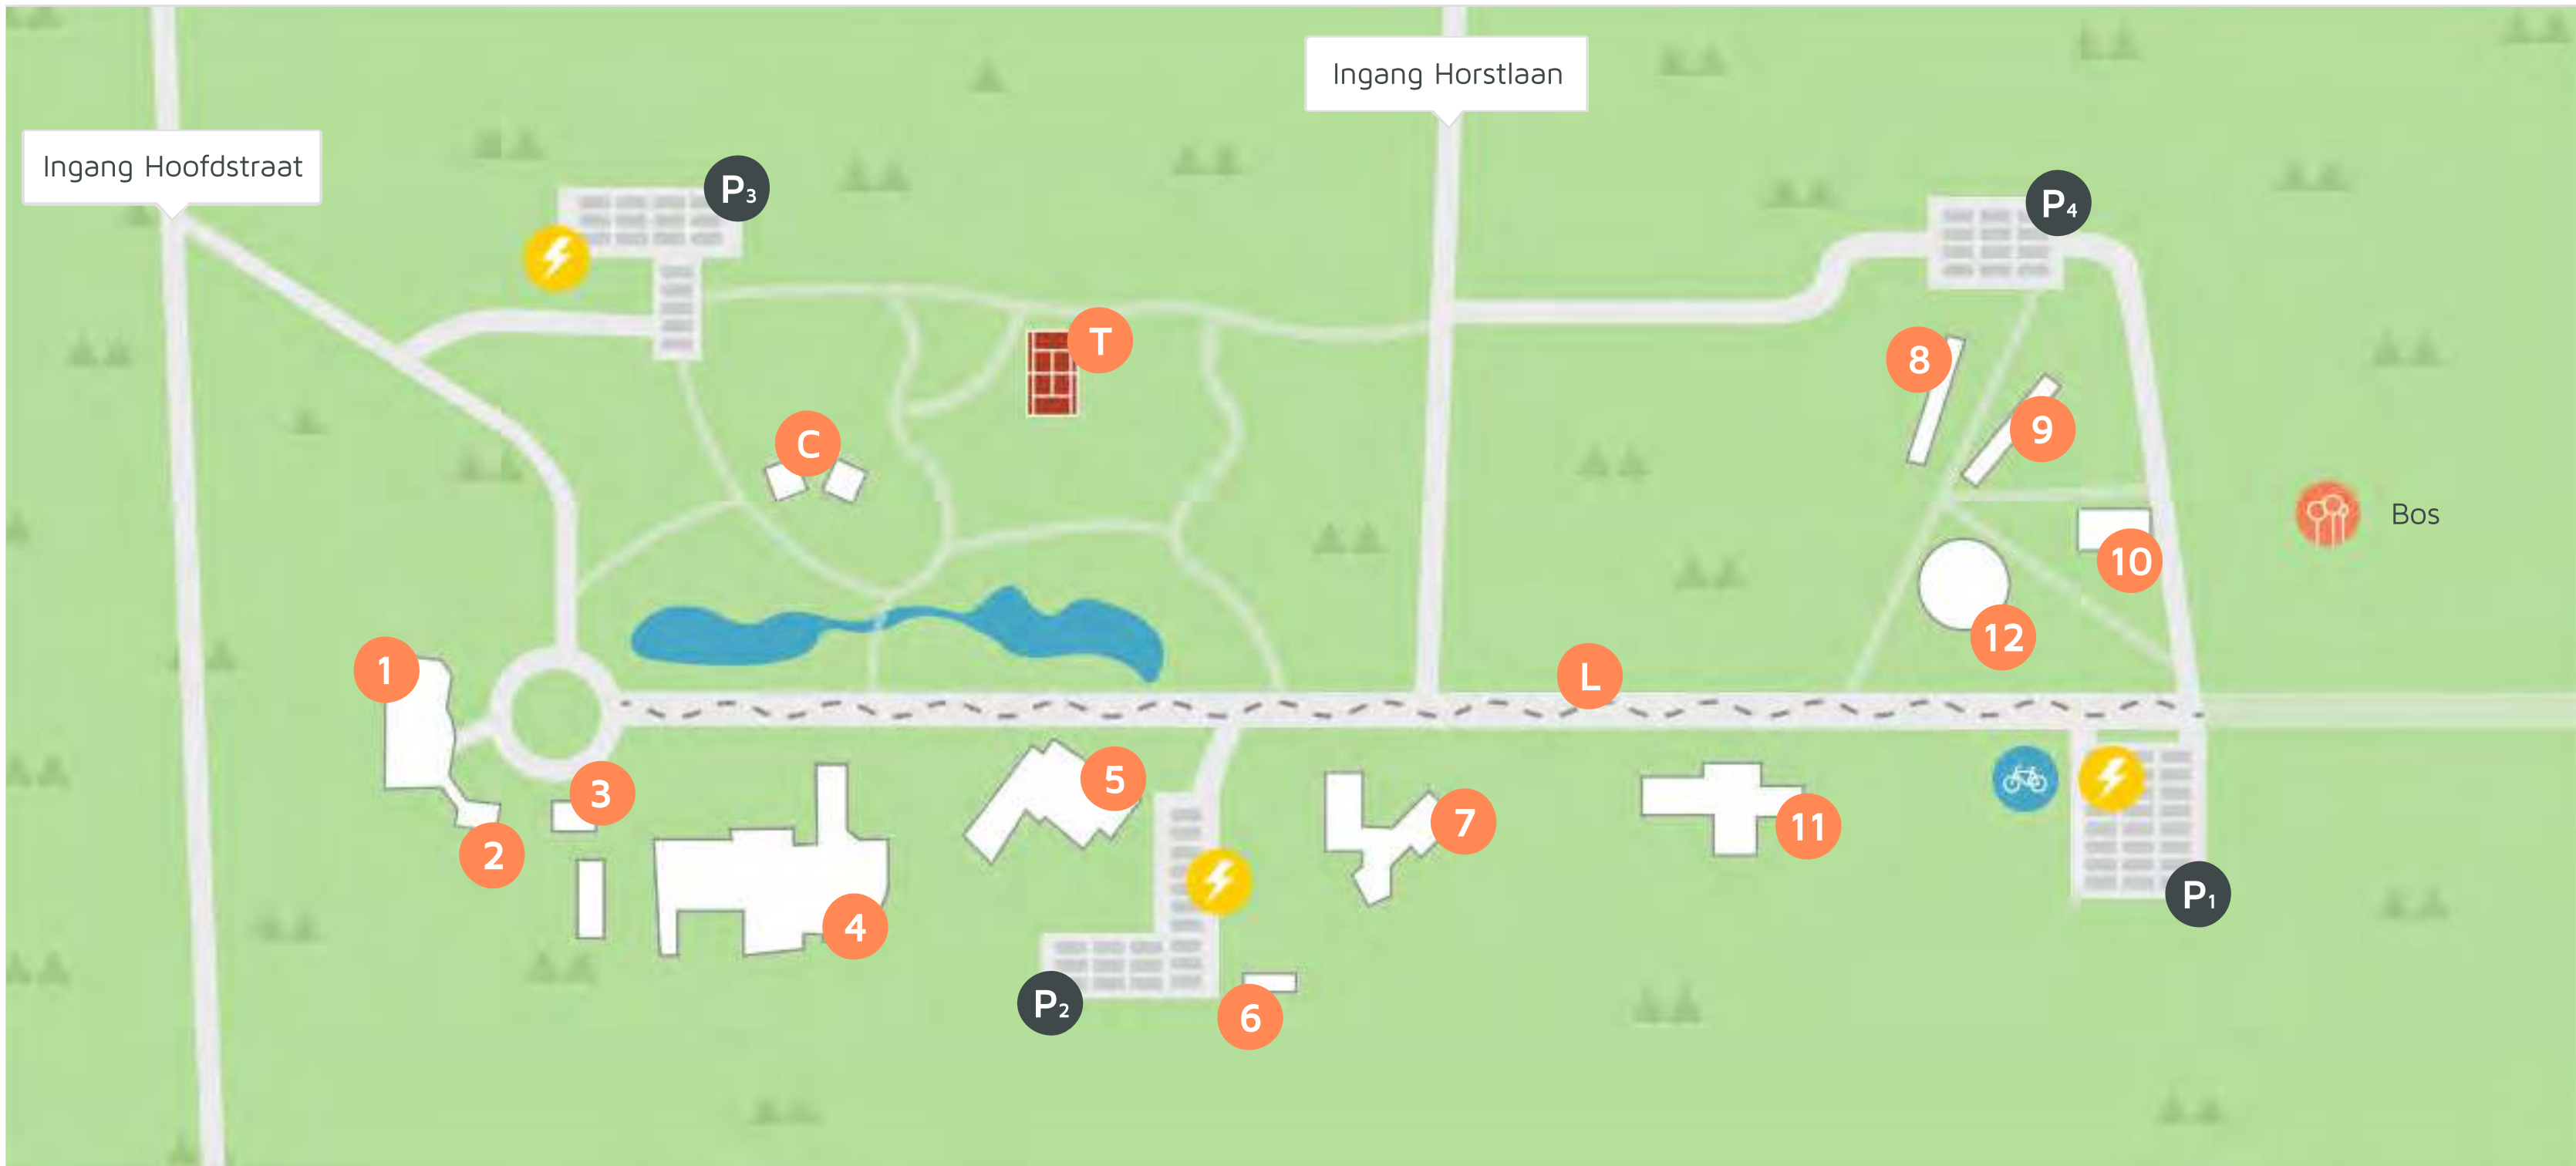 Ingang Horstlaan
Ingang Hoofdstraat
P3
P4
T
8
9
C
Bos
10
12
1
L
3
5
7
11
2
4
P1
P2
6